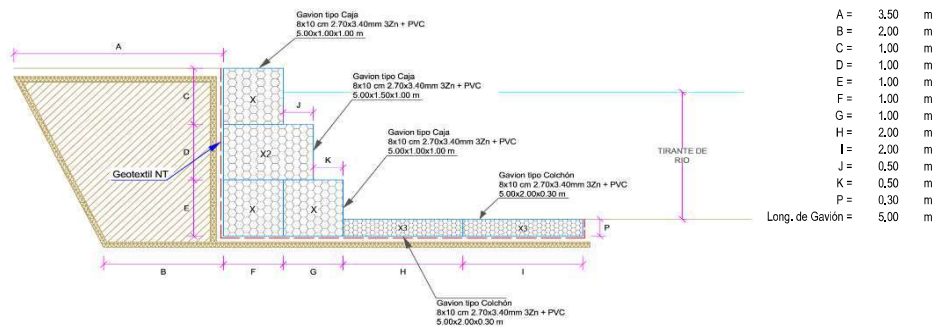 Gavion tipo Caja
8x10 cm 2.70x3.40mm 3Zn + PVC
5.00x1.00x1.00 m
A
C
X
J
Gavion tipo Caja
8x10 cm 2.70x3.40mm 3Zn + PVC
5.00x1.50x1.00 m
D
X2
K
Geotextil NT
Gavion tipo Caja
8x10 cm 2.70x3.40mm 3Zn + PVC
5.00x1.00x1.00 m
TIRANTE DE
RIO
E
X
X
Gavion tipo Colchón
8x10 cm 2.70x3.40mm 3Zn + PVC
5.00x2.00x0.30 m
X3
X3
P
B
F
G
H
I
Gavion tipo Colchón
8x10 cm 2.70x3.40mm 3Zn + PVC
5.00x2.00x0.30 m
A = 3.50 m
B = 2.00 m
C = 1.00 m
D = 1.00 m
E = 1.00 m
F = 1.00 m
G = 1.00 m
H = 2.00 m
I = 2.00 m
J = 0.50 m
K = 0.50 m
P = 0.30 m
Long. de Gavión = 5.00 m